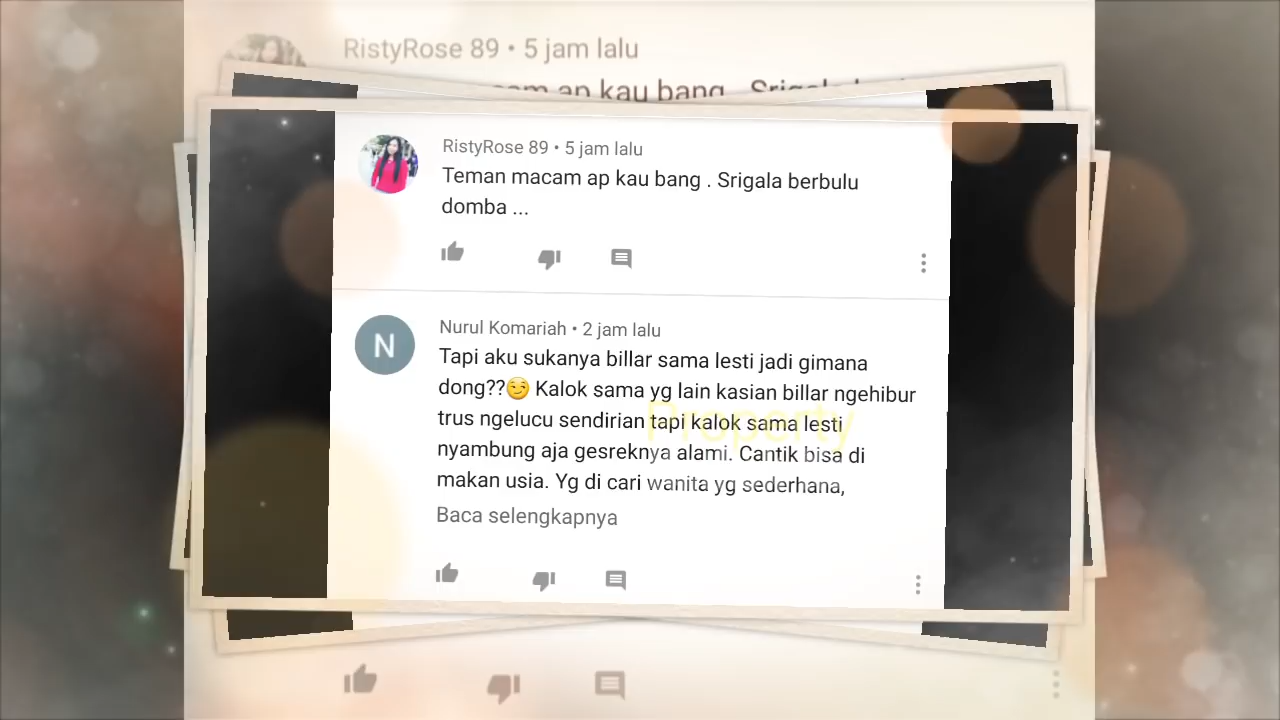 RistyRose 89 • 5 jam lalu
ap kau bang
RistyRose 89 • 5 jam lalu
Teman macam ap kau bang . Srigala berbulu
domba ...
N
Nurul Komariah • 2 jam lalu
Tapi aku sukanya billar sama lesti jadi gimana
dong??😏 Kalok sama yg lain kasian billar ngehibur
trus ngelucu sendirian tapi kalok sama lesti
Property
nyambung aja gesreknya alami. Cantik bisa di
makan usia. Yg di cari wanita yg sederhana,
Baca selengkapnya